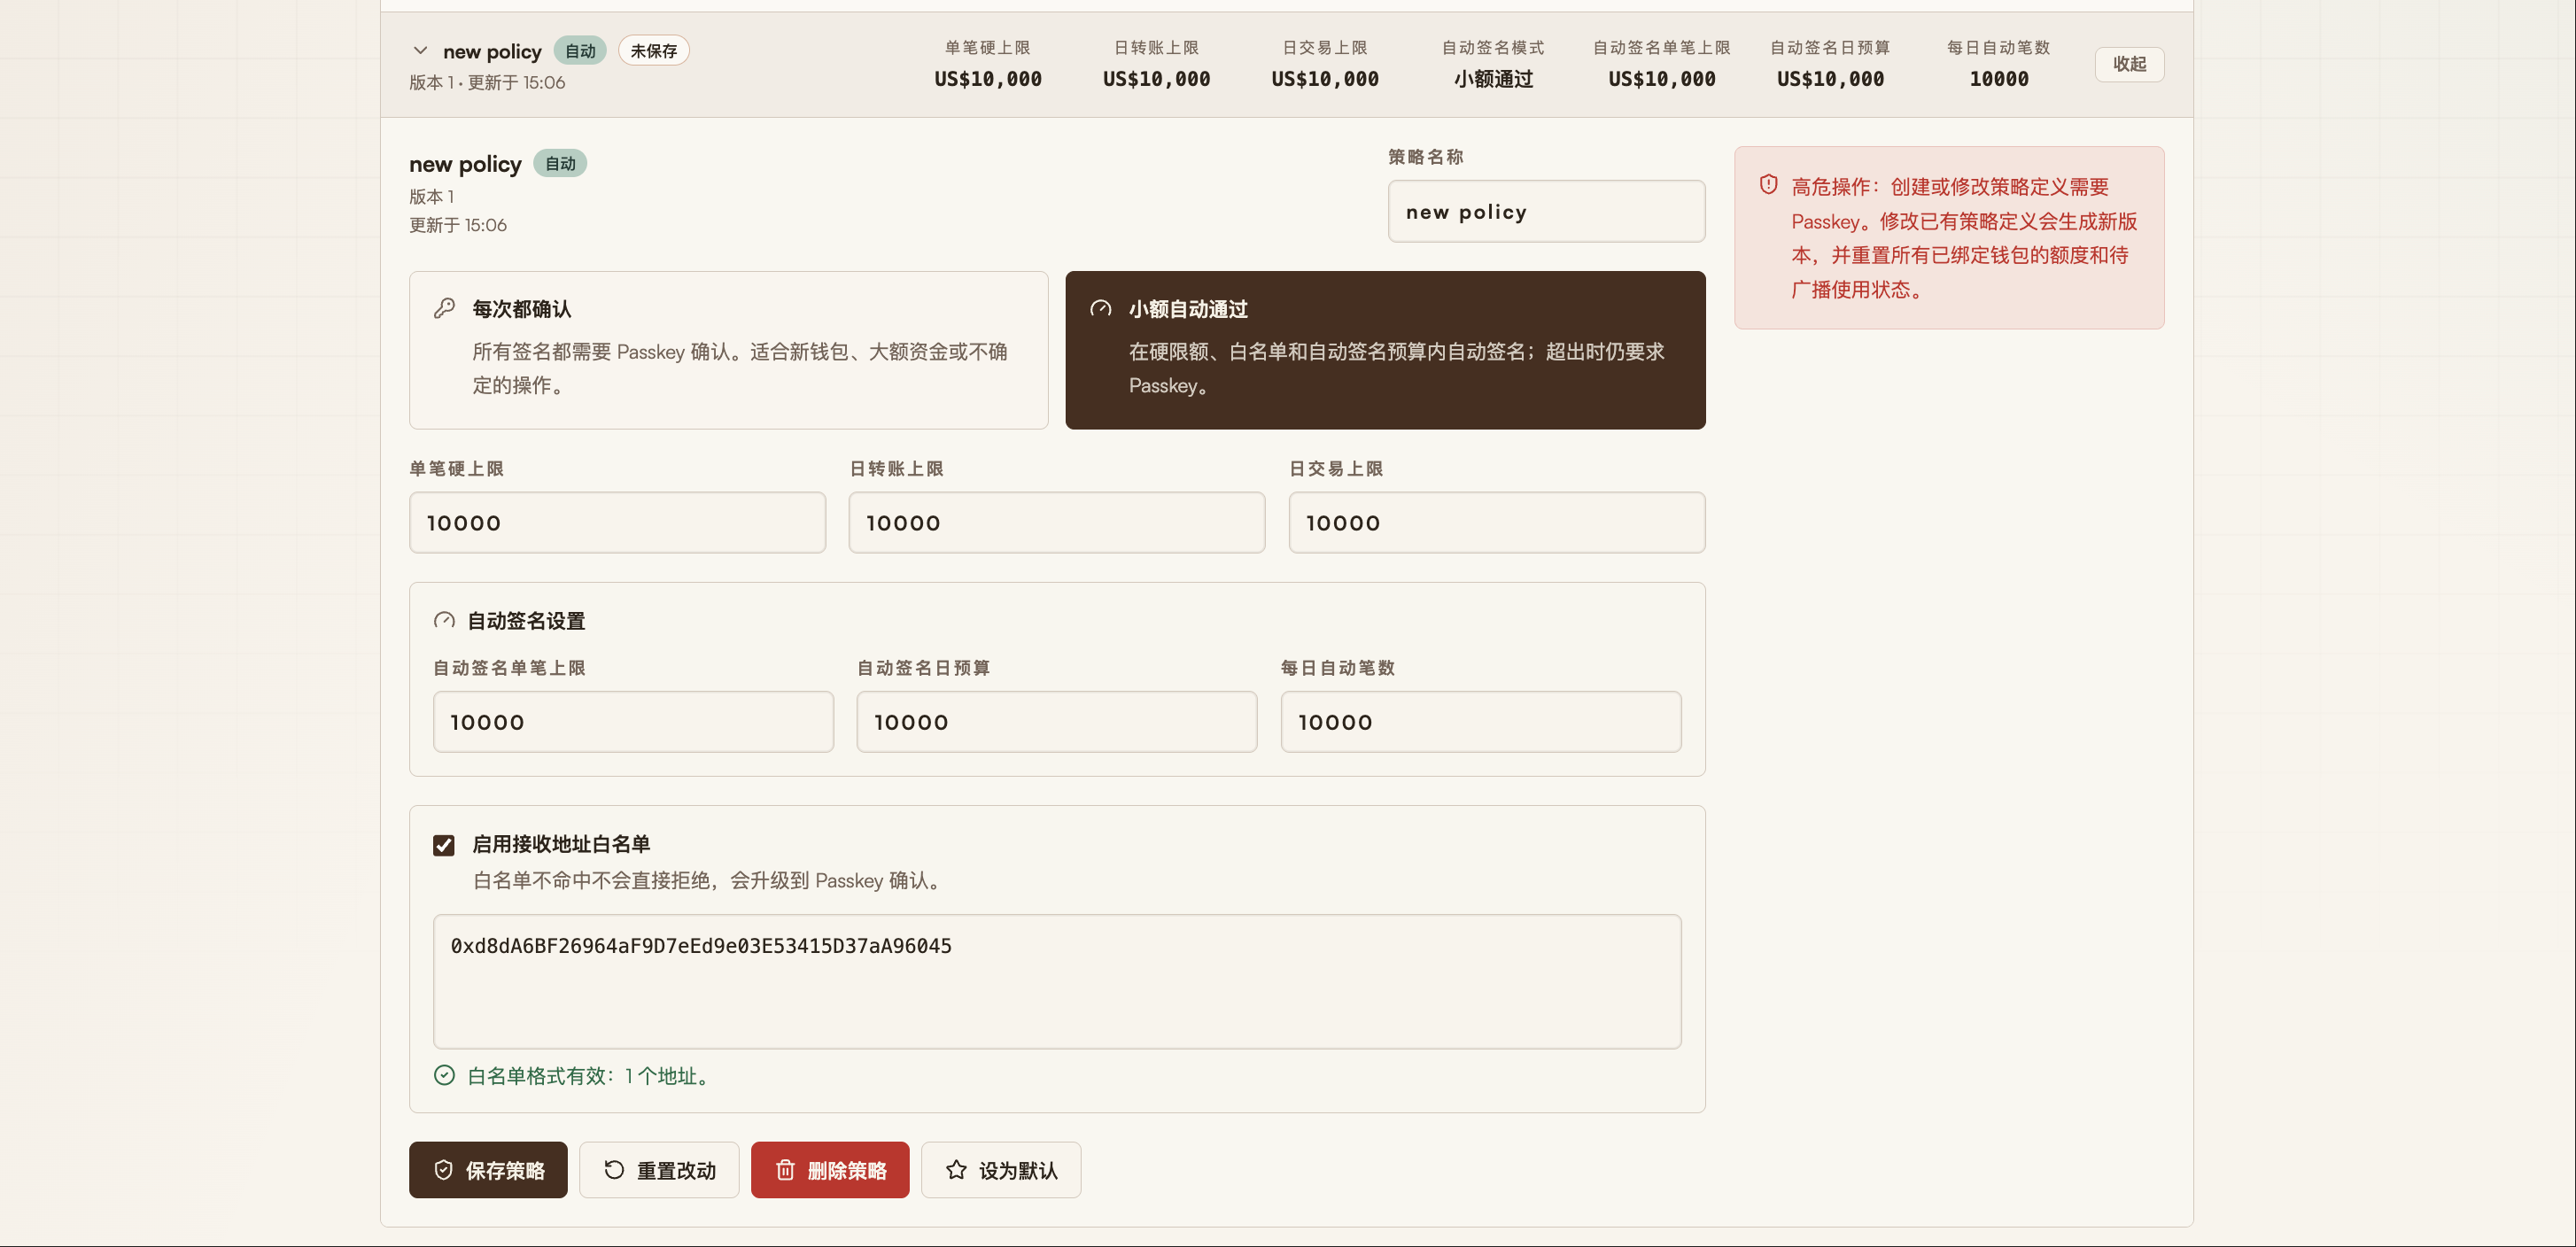 new policy 自动 未保存
版本 1 · 更新于 15:06
单笔硬上限 日转账上限 日交易上限 自动签名模式 自动签名单笔上限 自动签名日预算 每日自动笔数
US$10,000 US$10,000 US$10,000 小额通过 US$10,000 US$10,000 10000
收起
new policy 自动
版本 1
更新于 15:06
策略名称
new policy
高危操作：创建或修改策略定义需要
Passkey。修改已有策略定义会生成新版
本，并重置所有已绑定钱包的额度和待
广播使用状态。
每次都确认
所有签名都需要 Passkey 确认。适合新钱包、大额资金或不确
定的操作。
小额自动通过
在硬限额、白名单和自动签名预算内自动签名；超出时仍要求
Passkey。
单笔硬上限 日转账上限 日交易上限
10000 10000 10000
自动签名设置
自动签名单笔上限 自动签名日预算 每日自动笔数
10000 10000 10000
启用接收地址白名单
白名单不命中不会直接拒绝，会升级到 Passkey 确认。
0xd8dA6BF26964aF9D7eEd9e03E53415D37aA96045
白名单格式有效：1 个地址。
保存策略 重置改动 删除策略 设为默认